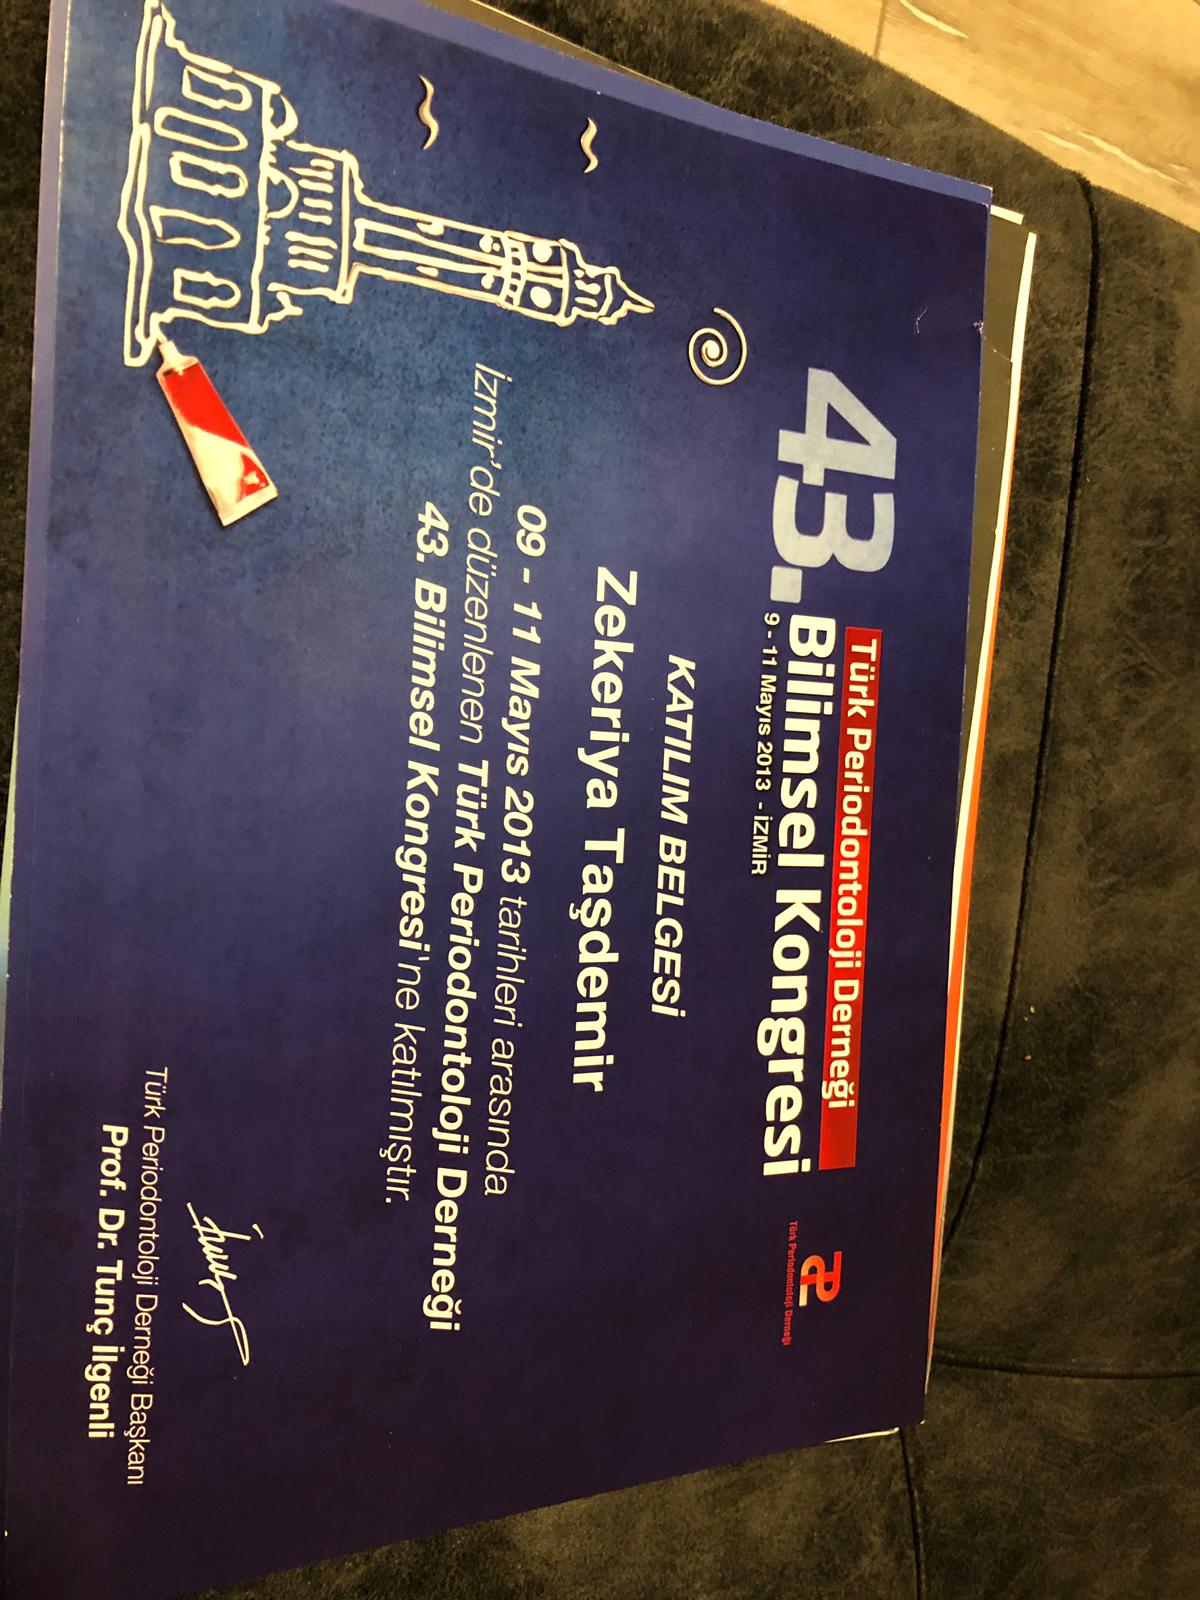 43.
Türk Periodontoloji Derneği
Bilimsel Kongresi
9 - 11 Mayıs 2013 - İZMİR
Türk Periodontoloji Derneği
KATILIM BELGESİ
Zekeriya Taşdemir
09 - 11 Mayıs 2013 tarihleri arasında
İzmir'de düzenlenen Türk Periodontoloji Derneği
43. Bilimsel Kongresi'ne katılmıştır.
Türk Periodontoloji Derneği Başkanı
Prof. Dr. Tunç İlgenli